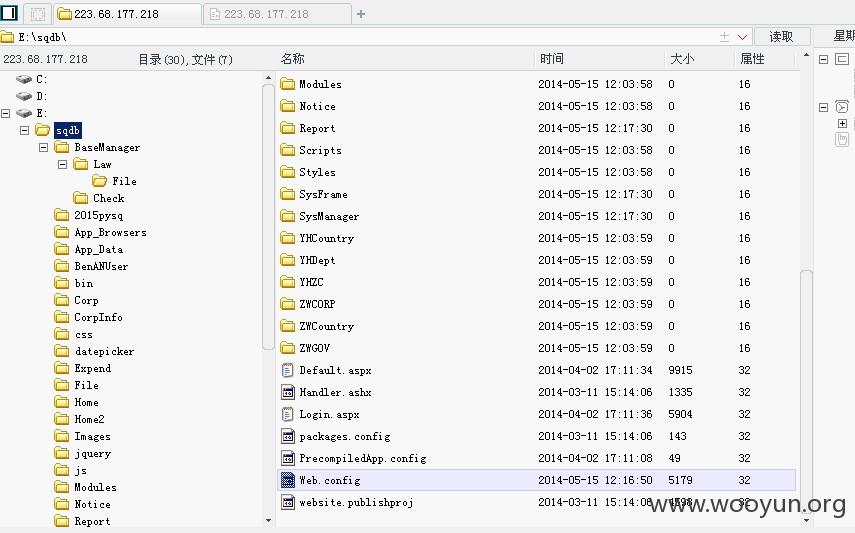 223.68.177.218 223.68.177.218
E:\sqdb\ 读取 星期
223.68.177.218 目录(30),文件(7) 名称 时间 大小 属性
C:
D:
E:
sqdb
BaseManager
Law
File
Check
2015pysq
App_Browsers
App_Data
BenANUser
bin
Corp
CorpInfo
css
datepicker
Expend
File
Home
Home2
Images
jquery
js
Modules
Notice
Report
Modules 2014-05-15 12:03:58 0 16
Notice 2014-05-15 12:03:58 0 16
Report 2014-05-15 12:17:30 0 16
Scripts 2014-05-15 12:03:58 0 16
Styles 2014-05-15 12:03:58 0 16
SysFrame 2014-05-15 12:17:30 0 16
SysManager 2014-05-15 12:17:30 0 16
YHCountry 2014-05-15 12:03:59 0 16
YHDept 2014-05-15 12:03:59 0 16
YHZC 2014-05-15 12:03:59 0 16
ZWCORP 2014-05-15 12:03:59 0 16
ZWCountry 2014-05-15 12:03:59 0 16
ZWGOV 2014-05-15 12:03:59 0 16
Default.aspx 2014-04-02 17:11:34 9915 32
Handler.ashx 2014-03-11 15:14:06 1335 32
Login.aspx 2014-04-02 17:11:36 5904 32
packages.config 2014-03-11 15:14:06 143 32
PrecompiledApp.config 2014-04-02 17:11:08 49 32
Web.config 2014-05-15 12:16:50 5179 32
website.publishproj 2014-03-11 15:14:06 4598 32
www.wooyun.org